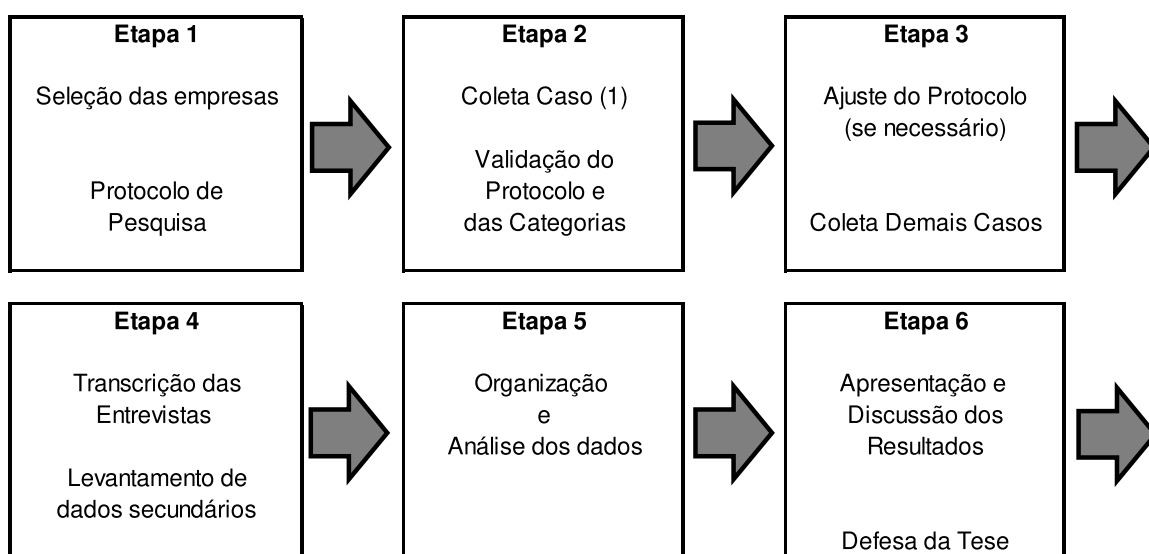 Etapa 1
Seleção das empresas
Protocolo de
Pesquisa
Etapa 2
Coleta Caso (1)
Validação do
Protocolo e
das Categorias
Etapa 3
Ajuste do Protocolo
(se necessário)
Coleta Demais Casos
Etapa 4
Transcrição das
Entrevistas
Levantamento de
dados secundários
Etapa 5
Organização
e
Análise dos dados
Etapa 6
Apresentação e
Discussão dos
Resultados
Defesa da Tese